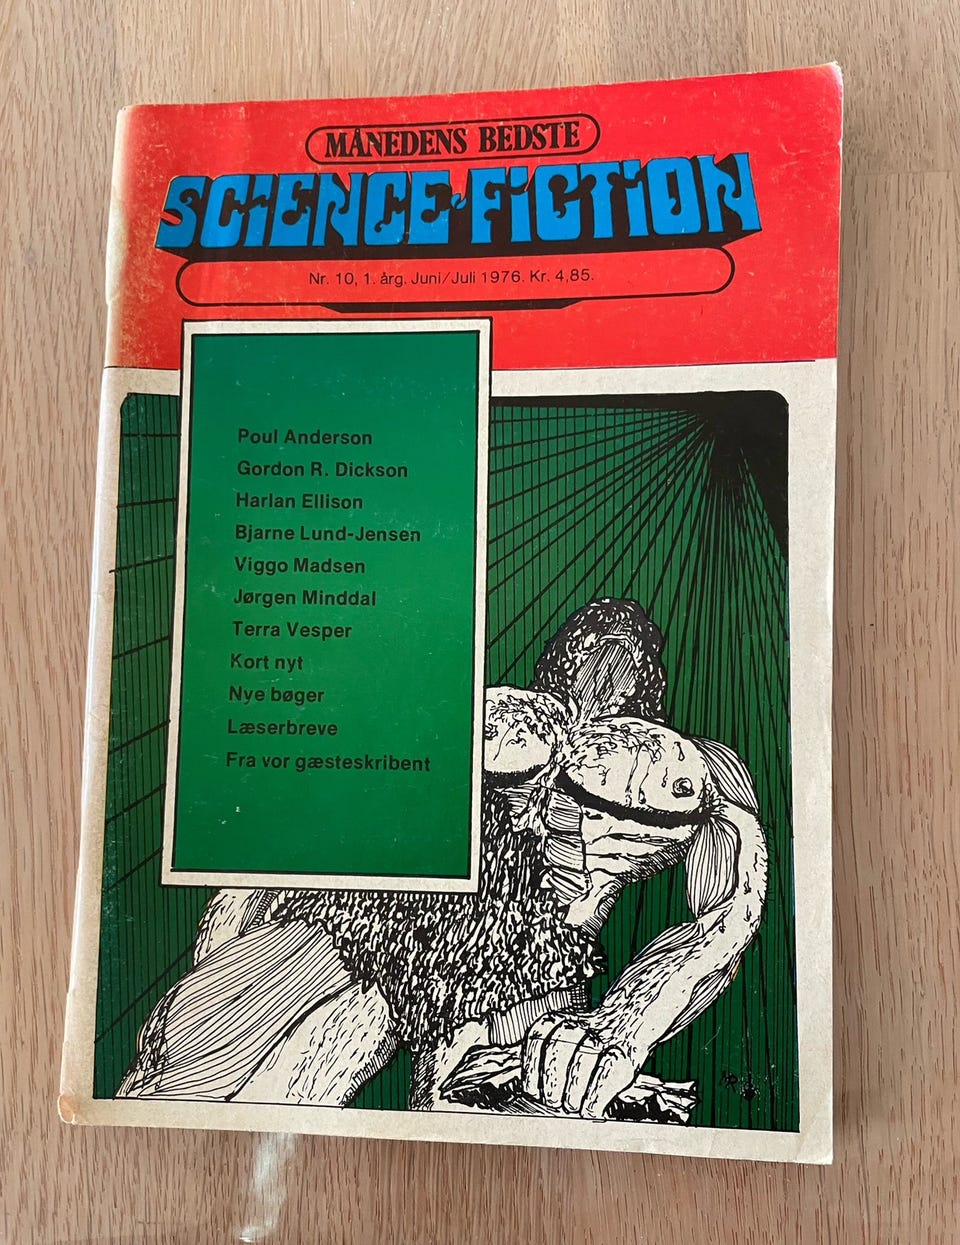 MÅNEDENS BEDSTE
SCIENCE-FICTION
Nr. 10, 1. årg. Juni/Juli 1976. Kr. 4,85.
Poul Anderson
Gordon R. Dickson
Harlan Ellison
Bjarne Lund-Jensen
Viggo Madsen
Jørgen Minddal
Terra Vesper
Kort nyt
Nye bøger
Læserbreve
Fra vor gæsteskribent